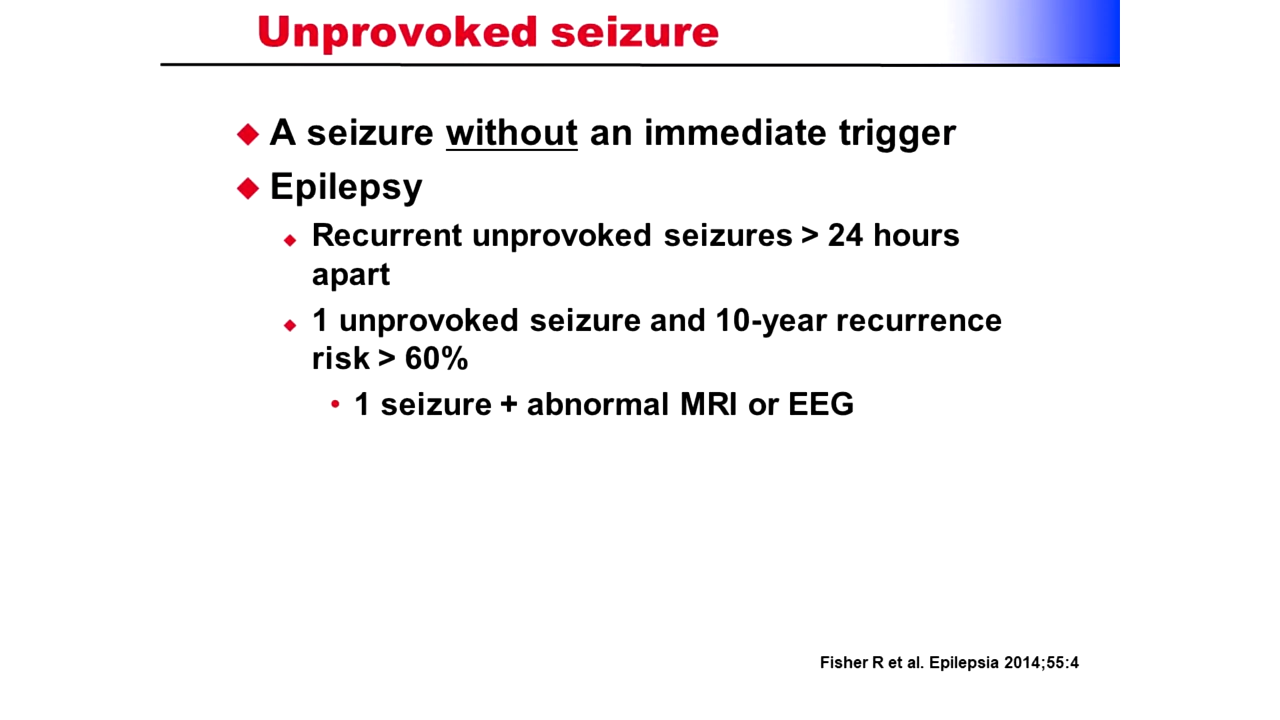 Unprovoked seizure
A seizure without an immediate trigger
Epilepsy
Recurrent unprovoked seizures > 24 hours
apart
1 unprovoked seizure and 10-year recurrence
risk > 60%
1 seizure + abnormal MRI or EEG
Fisher R et al. Epilepsia 2014;55:4